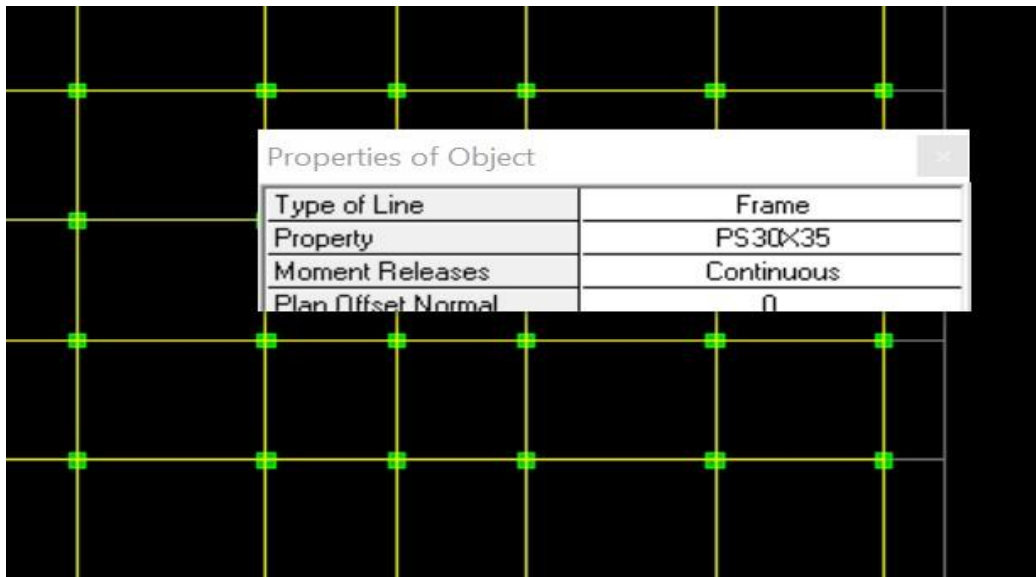 Properties of Object
Type of Line Frame
Property PS30X35
Moment Releases Continuous
Plan Offset Normal 0